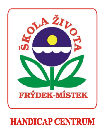 ŠKOLA ŽIVOTA
FRÝDEK-MÍSTEK
HANDICAP CENTRUM